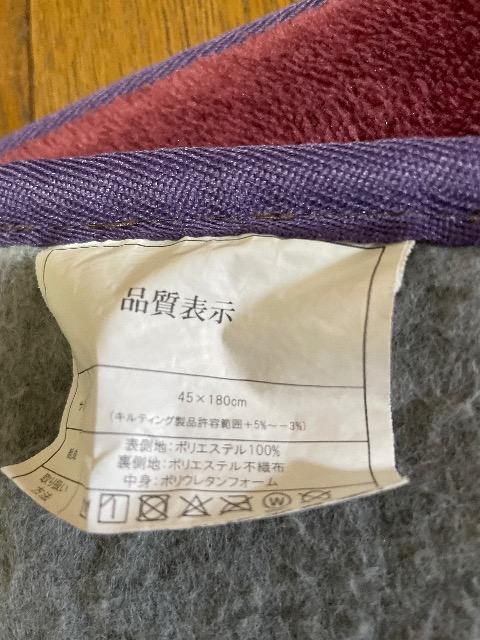 品質表示
45×180cm
(キルティング製品許容範囲+5%~-3%)
表側地:ポリエステル100%
裏側地:ポリエステル不織布
中身:ポリウレタンフォーム